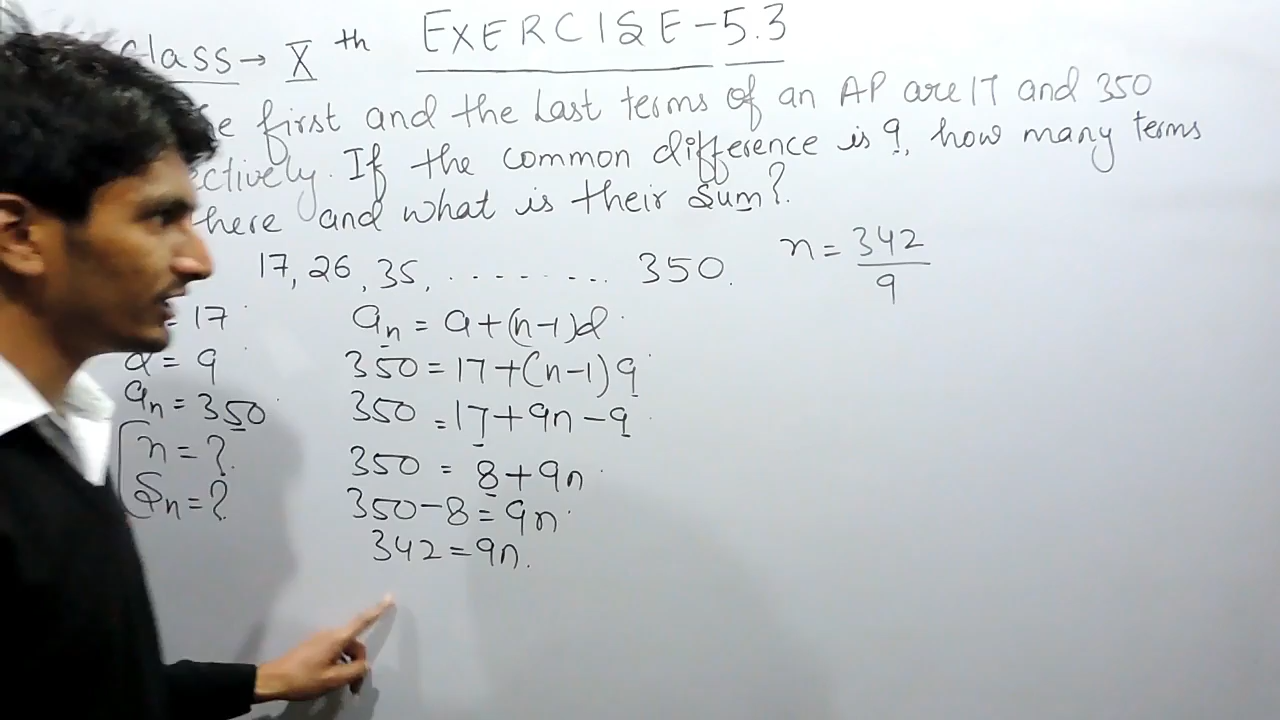 Class → Xth EXERCISE-5.3
first and the Last terms of an AP are 17 and 350
If the common difference is 9, how many terms
and what is their Sum?
17, 26, 35, ........ 350.
= 17
d = 9
an = 350
n = ?
Sn = ?
an = a+(n-1)d
350 = 17+(n-1)9
350 = 17+9n-9
350 = 8+9n
350-8 = 9n
342 = 9n.
n = 342
9